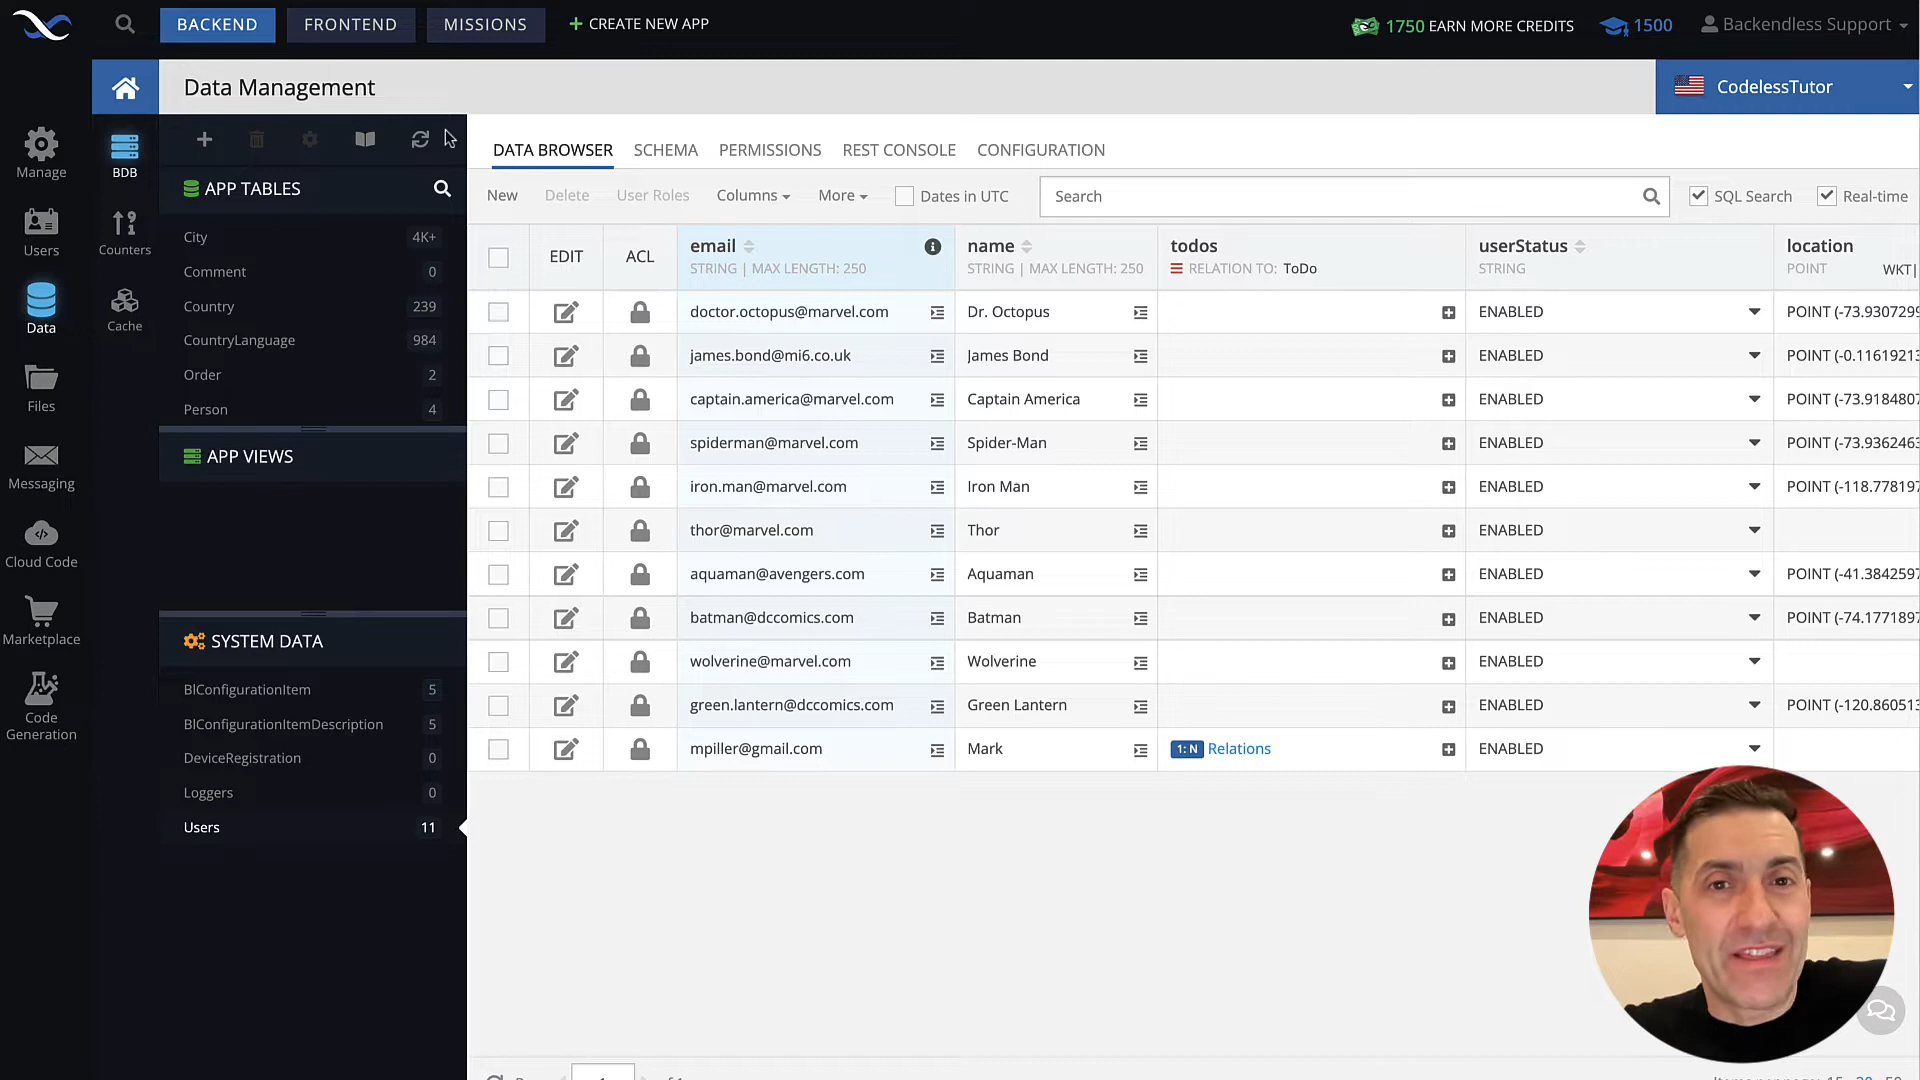 BACKEND
FRONTEND
MISSIONS
+ CREATE NEW APP
1750 EARN MORE CREDITS
1500
Backendless Support
Data Management
CodelessTutor
Manage
Users
Data
Files
Messaging
Cloud Code
Marketplace
Code
Generation
BDB
Counters
Cache
APP TABLES
City 4K+
Comment 0
Country 239
CountryLanguage 984
Order 2
Person 4
APP VIEWS
SYSTEM DATA
BlConfigurationItem 5
BlConfigurationItemDescription 5
DeviceRegistration 0
Loggers 0
Users 11
DATA BROWSER SCHEMA PERMISSIONS REST CONSOLE CONFIGURATION
New Delete User Roles Columns More Dates in UTC Search SQL Search Real-time
EDIT ACL email name todos userStatus location
STRING | MAX LENGTH: 250 STRING | MAX LENGTH: 250 RELATION TO: ToDo STRING POINT WKT|
doctor.octopus@marvel.com Dr. Octopus ENABLED POINT (-73.9307299
james.bond@mi6.co.uk James Bond ENABLED POINT (-0.11619213
captain.america@marvel.com Captain America ENABLED POINT (-73.9184807
spiderman@marvel.com Spider-Man ENABLED POINT (-73.9362463
iron.man@marvel.com Iron Man ENABLED POINT (-118.778197
thor@marvel.com Thor ENABLED
aquaman@avengers.com Aquaman ENABLED POINT (-41.3842597
batman@dccomics.com Batman ENABLED POINT (-74.1771897
wolverine@marvel.com Wolverine ENABLED
green.lantern@dccomics.com Green Lantern ENABLED POINT (-120.860513
mpiller@gmail.com Mark 1: N Relations ENABLED